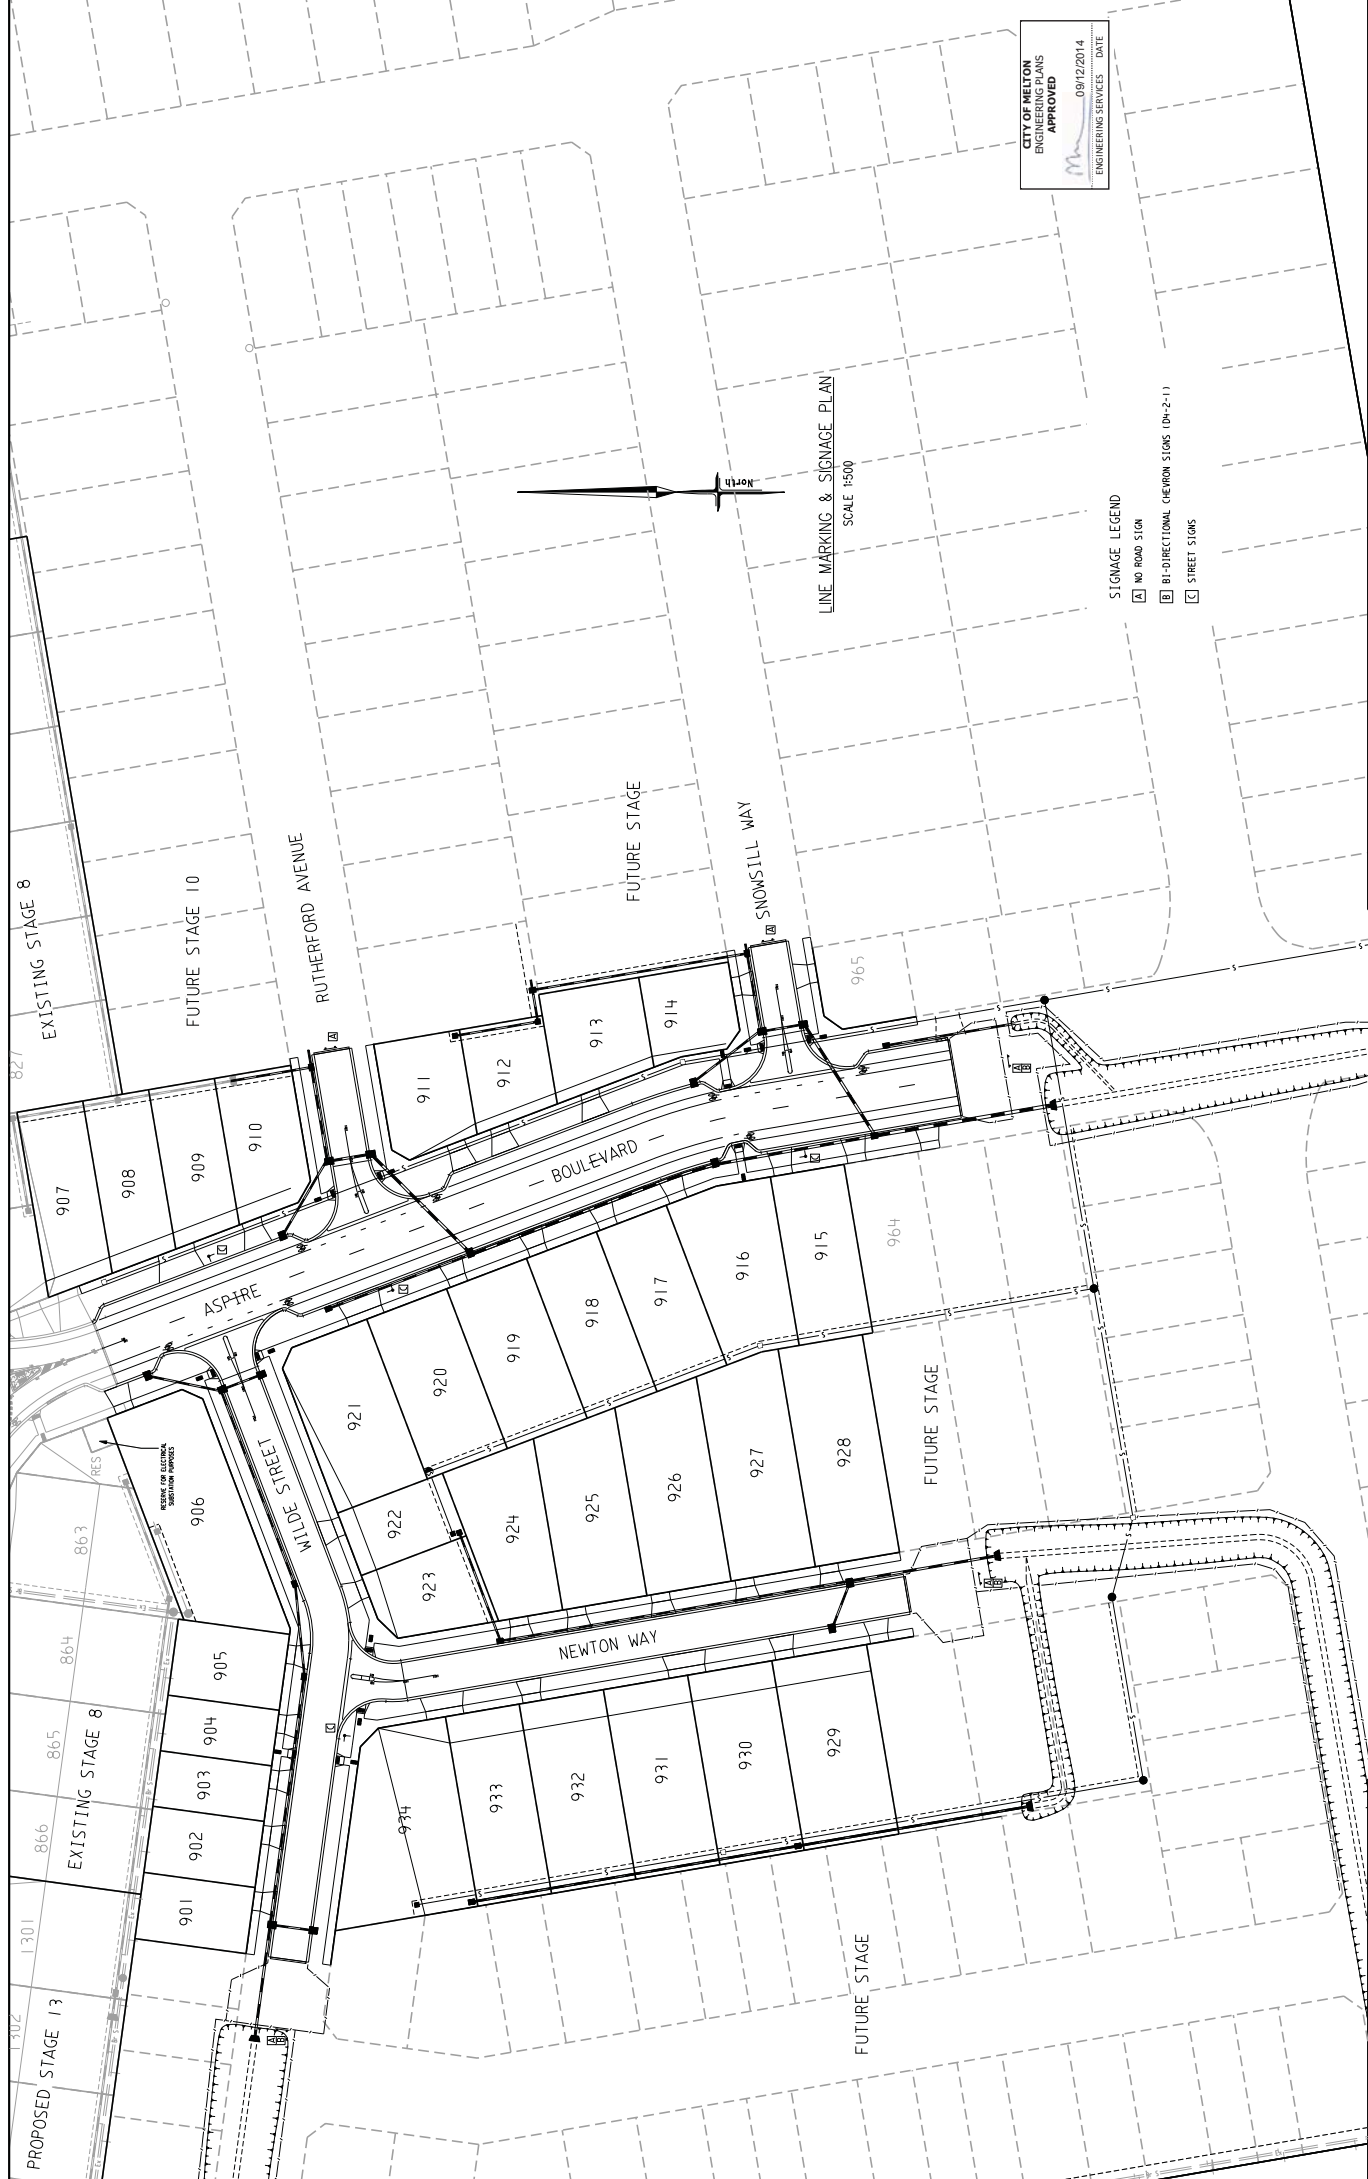 PROPOSED STAGE 13
1302
1301
866
865
864
863
RES
EXISTING STAGE 8
901
902
903
904
905
906
RESERVE FOR ELECTRICAL
SUBSTATION PURPOSES
827
EXISTING STAGE 8
FUTURE STAGE 10
RUTHERFORD AVENUE
907
908
909
910
911
912
913
914
ASPIRE
BOULEVARD
WILDE STREET
NEWTON WAY
FUTURE STAGE
SNOWSILL WAY
965
964
915
916
917
918
919
920
921
922
923
924
925
926
927
928
929
930
931
932
933
934
FUTURE STAGE
FUTURE STAGE
A
A
C
C
C
C
A
B
A
B
A
B
North
LINE MARKING & SIGNAGE PLAN
SCALE 1:500
SIGNAGE LEGEND
A NO ROAD SIGN
B BI-DIRECTIONAL CHEVRON SIGNS (D4-2-1)
C STREET SIGNS
CITY OF MELTON
ENGINEERING PLANS
APPROVED
09/12/2014
ENGINEERING SERVICES DATE